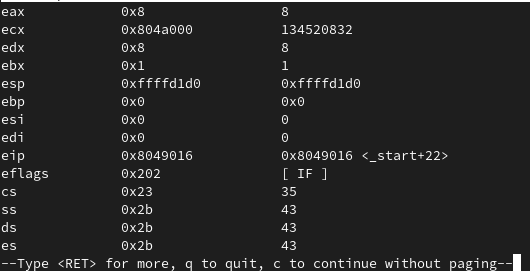 eax 0x8 8
ecx 0x804a000 134520832
edx 0x8 8
ebx 0x1 1
esp 0xffffd1d0 0xffffd1d0
ebp 0x0 0x0
esi 0x0 0
edi 0x0 0
eip 0x8049016 0x8049016 <_start+22>
eflags 0x202 [ IF ]
cs 0x23 35
ss 0x2b 43
ds 0x2b 43
es 0x2b 43
--Type <RET> for more, q to quit, c to continue without paging--